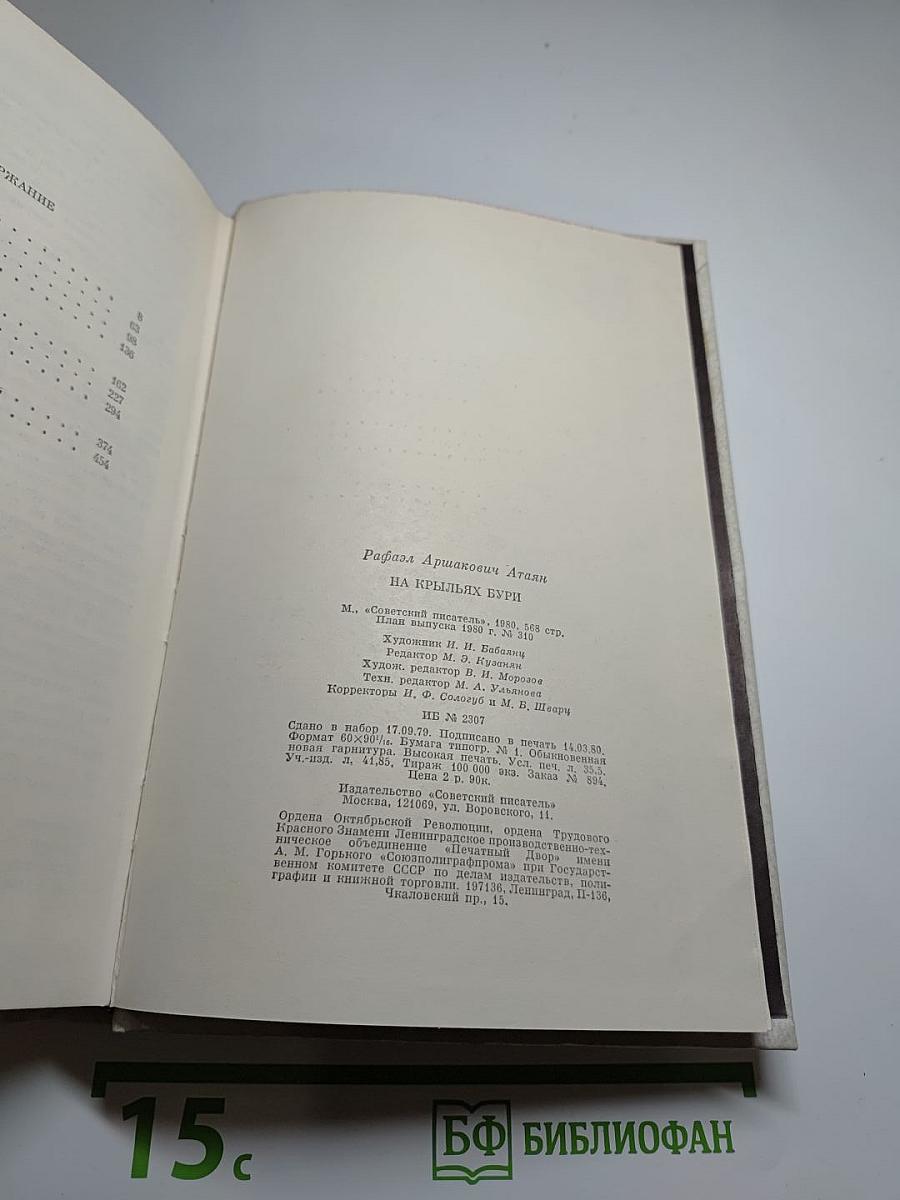 РЖАНИЕ
8
63
98
136
162
227
294
374
454
Рафаэл Аршакович Атаян
НА КРЫЛЬЯХ БУРИ
М., «Советский писатель», 1980, 568 стр.
План выпуска 1980 г. № 310
Художник И. И. Бабаянц
Редактор М. Э. Кузанян
Худож. редактор В. И. Морозов
Техн. редактор М. А. Ульянова
Корректоры И. Ф. Сологуб и М. Б. Шварц
ИБ № 2307
Сдано в набор 17.09.79. Подписано в печать 14.03.80.
Формат 60×90¹/₁₆. Бумага типогр. № 1. Обыкновенная
новая гарнитура. Высокая печать. Усл. печ. л. 35,5.
Уч.-изд. л. 41,85. Тираж 100 000 экз. Заказ № 894.
Цена 2 р. 90к.
Издательство «Советский писатель»
Москва, 121069, ул. Воровского, 11.
Ордена Октябрьской Революции, ордена Трудового
Красного Знамени Ленинградское производственно-тех-
ническое объединение «Печатный Двор» имени
А. М. Горького «Союзполиграфпрома» при Государст-
венном комитете СССР по делам издательств, поли-
графии и книжной торговли. 197136, Ленинград, П-136,
Чкаловский пр., 15.
15 с
БФ БИБЛИОФАН